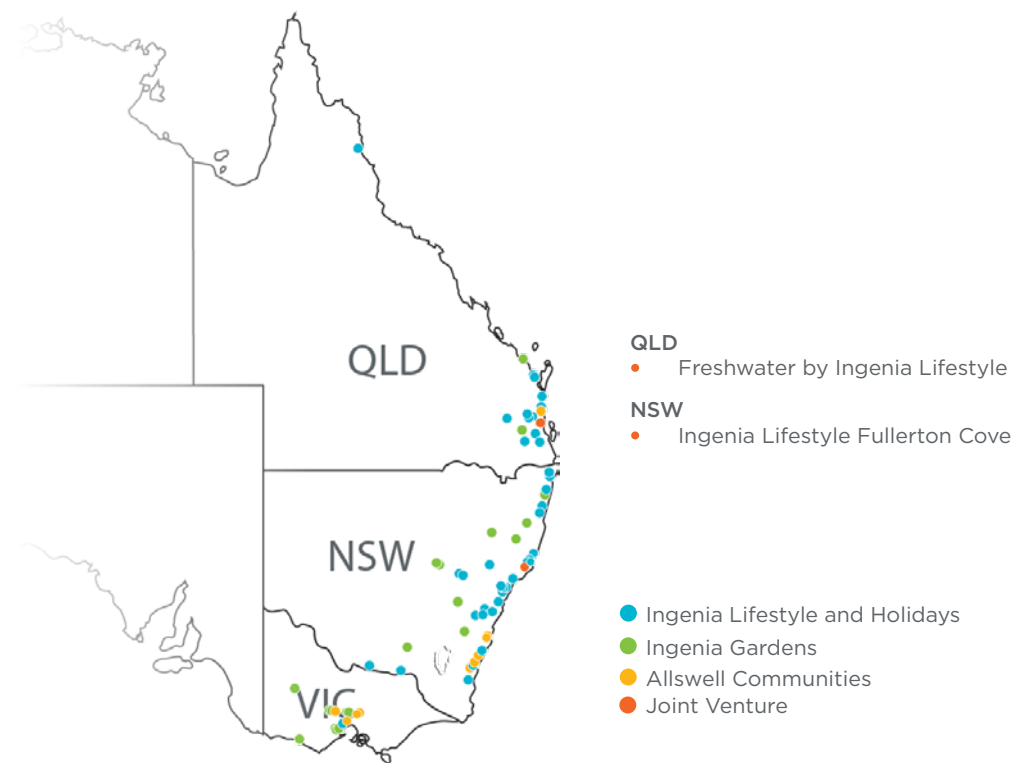 QLD
NSW
VIC
QLD
• Freshwater by Ingenia Lifestyle
NSW
• Ingenia Lifestyle Fullerton Cove
Ingenia Lifestyle and Holidays
Ingenia Gardens
Allswell Communities
Joint Venture